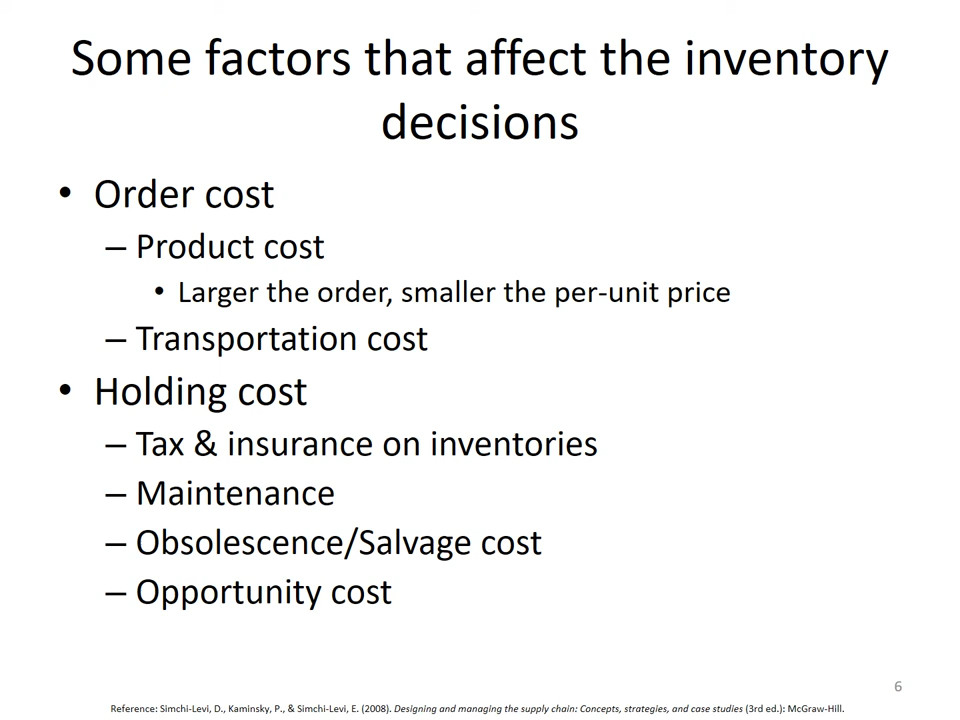 Some factors that affect the inventory
decisions
• Order cost
– Product cost
• Larger the order, smaller the per-unit price
– Transportation cost
• Holding cost
– Tax & insurance on inventories
– Maintenance
– Obsolescence/Salvage cost
– Opportunity cost
6
Reference: Simchi-Levi, D., Kaminsky, P., & Simchi-Levi, E. (2008). Designing and managing the supply chain: Concepts, strategies, and case studies (3rd ed.): McGraw-Hill.